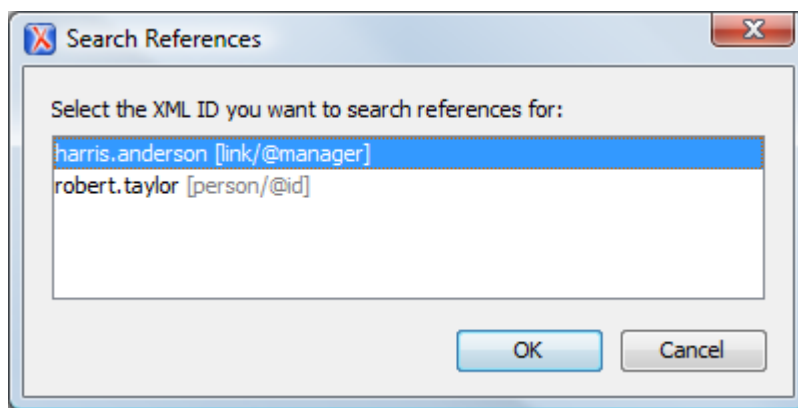 Search References
Select the XML ID you want to search references for:
harris.anderson [link/@manager]
robert.taylor [person/@id]
OK
Cancel